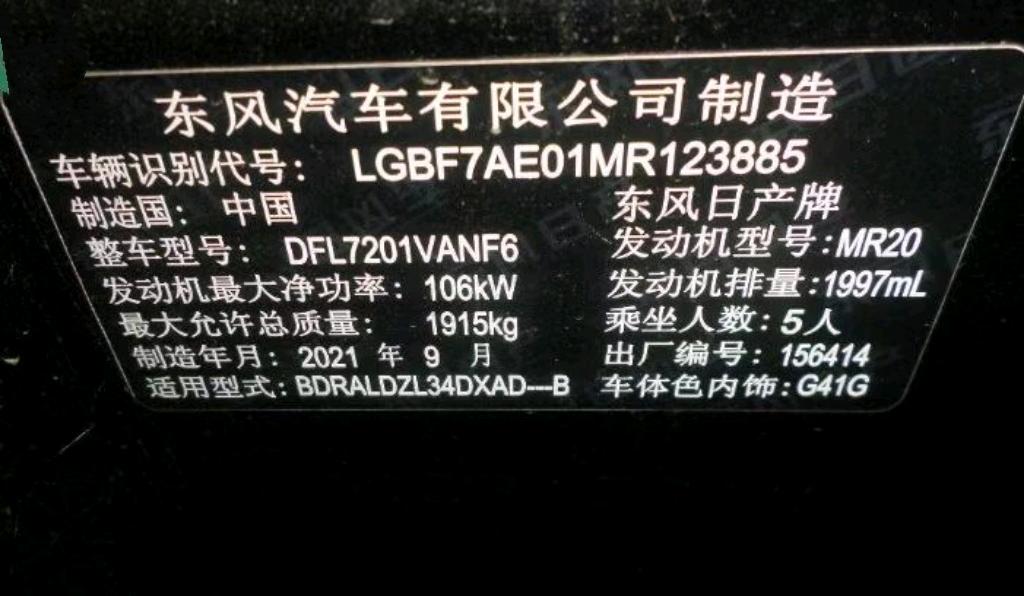 东风汽车有限公司制造
车辆识别代号: LGBF7AE01MR123885
制造国: 中国 东风日产牌
整车型号: DFL7201VANF6 发动机型号:MR20
发动机最大净功率: 106kW 发动机排量:1997mL
最大允许总质量: 1915kg 乘坐人数:5人
制造年月: 2021 年 9 月 出厂编号: 156414
适用型式:BDRALDZL34DXAD---B 车体色内饰:G41G